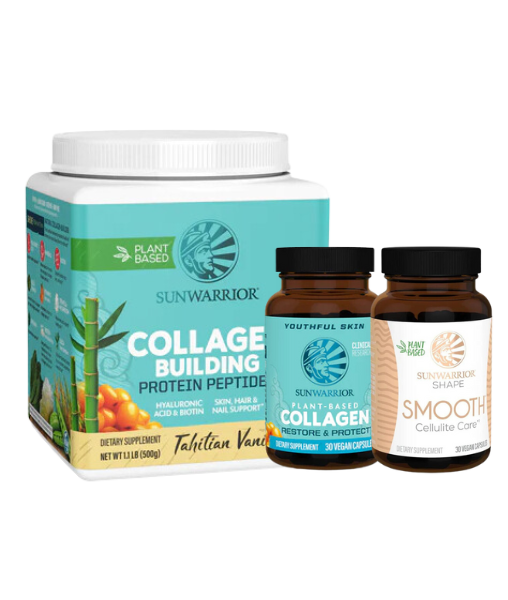 PLANT
BASED
SUNWARRIOR
COLLAGE
BUILDING
PROTEIN PEPTIDE
HYALURONIC
ACID & BIOTIN
SKIN, HAIR &
NAIL SUPPORT
DIETARY SUPPLEMENT
NET WT 1.1 LB (500g)
Tahitian Vani
YOUTHFUL SKIN
CLINICAL
SUNWARRIOR
PLANT-BASED
COLLAGEN
RESTORE & PROTECT
DIETARY SUPPLEMENT
30 VEGAN CAPSULE
PLANT
BASED
SUNWARRIOR
SHAPE
SMOOTH
Cellulite Care
DIETARY SUPPLEMENT
30 VEGAN CAPSULES